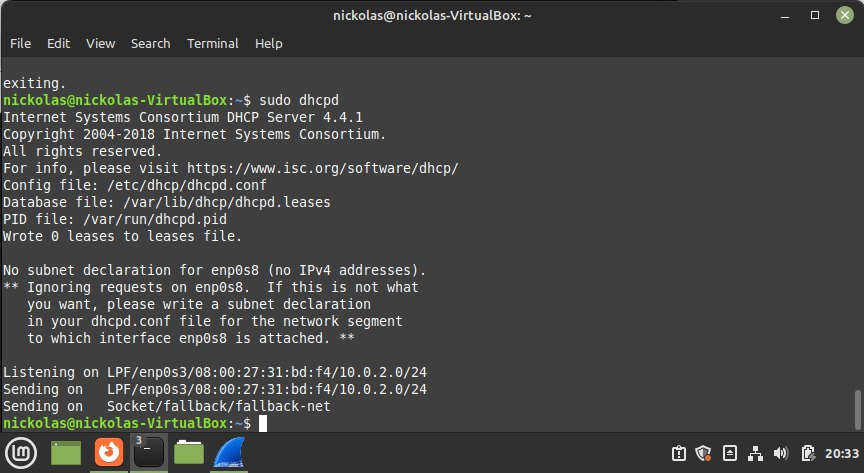 nickolas@nickolas-VirtualBox: ~
File Edit View Search Terminal Help
exiting.
nickolas@nickolas-VirtualBox:~$ sudo dhcpd
Internet Systems Consortium DHCP Server 4.4.1
Copyright 2004-2018 Internet Systems Consortium.
All rights reserved.
For info, please visit https://www.isc.org/software/dhcp/
Config file: /etc/dhcp/dhcpd.conf
Database file: /var/lib/dhcp/dhcpd.leases
PID file: /var/run/dhcpd.pid
Wrote 0 leases to leases file.
No subnet declaration for enp0s8 (no IPv4 addresses).
** Ignoring requests on enp0s8.  If this is not what
   you want, please write a subnet declaration
   in your dhcpd.conf file for the network segment
   to which interface enp0s8 is attached. **
Listening on LPF/enp0s3/08:00:27:31:bd:f4/10.0.2.0/24
Sending on   LPF/enp0s3/08:00:27:31:bd:f4/10.0.2.0/24
Sending on   Socket/fallback/fallback-net
nickolas@nickolas-VirtualBox:~$
3
20:33